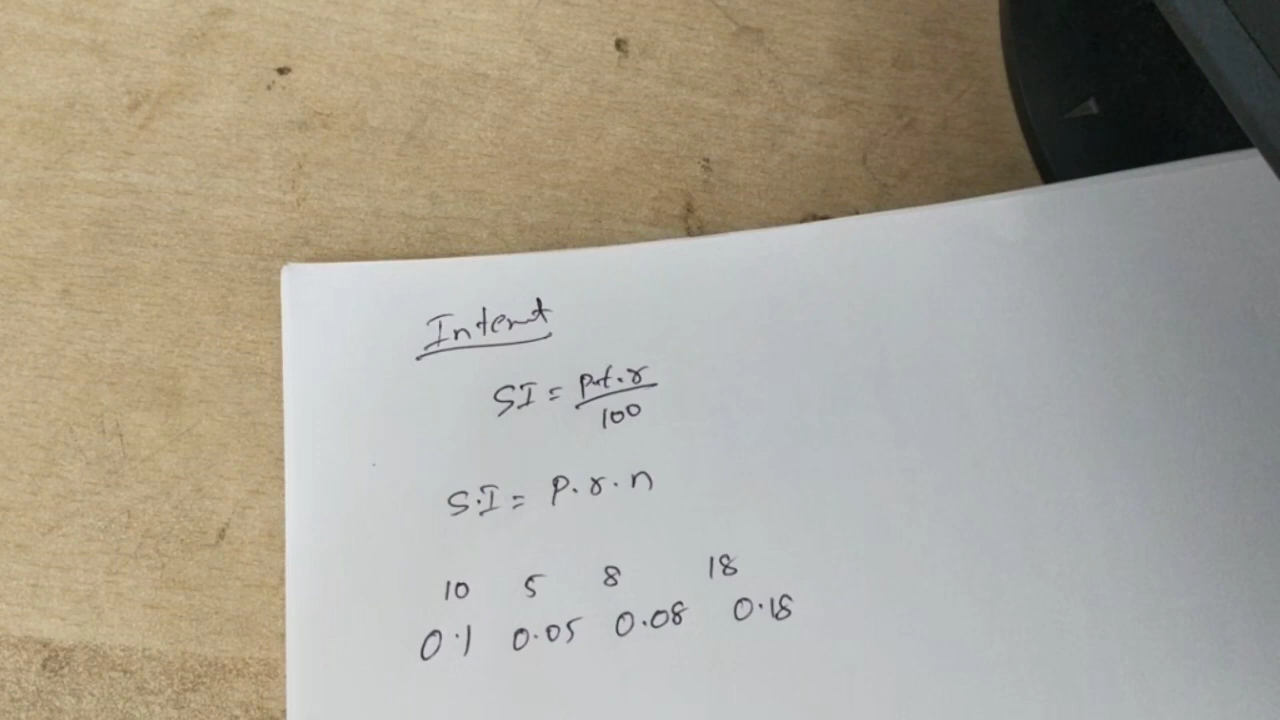 Interest
SI = p.t.r
100
S.I = p.r.n
10 5 8 18
0.1 0.05 0.08 0.18